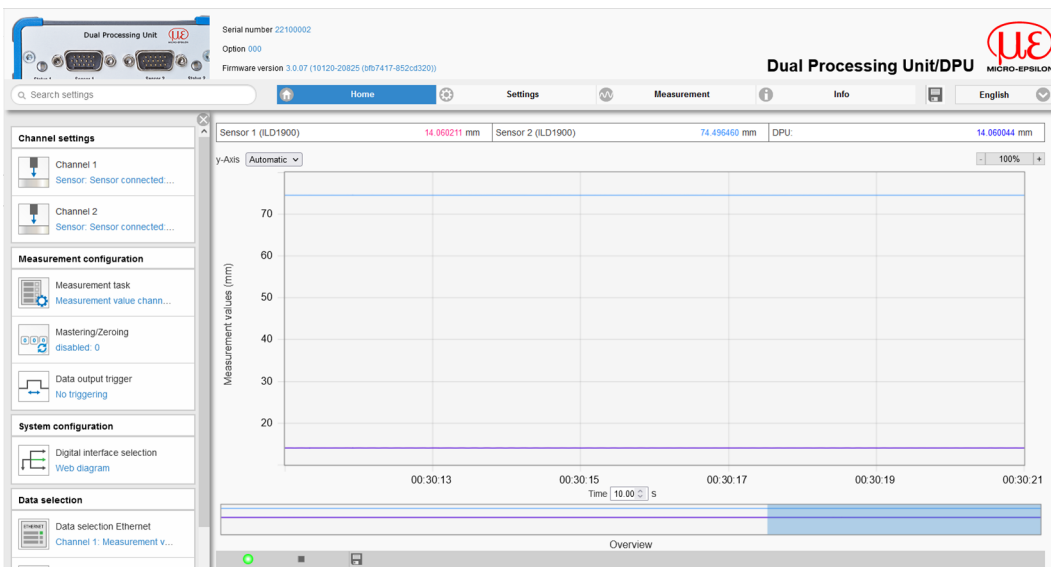 Dual Processing Unit
Serial number 22100002
Option 000
Firmware version 3.0.07 (10120-20825 (bfb7417-852cd320))
Dual Processing Unit/DPU
με
MICRO-EPSILON
Search settings
Home
Settings
Measurement
Info
English
Channel settings
Channel 1
Sensor: Sensor connected:...
Channel 2
Sensor: Sensor connected:...
Measurement configuration
Measurement task
Measurement value chann...
Mastering/Zeroing
disabled: 0
Data output trigger
No triggering
System configuration
Digital interface selection
Web diagram
Data selection
Data selection Ethernet
Channel 1: Measurement v...
Sensor 1 (ILD1900) 14.060211 mm
Sensor 2 (ILD1900) 74.496460 mm
DPU: 14.060044 mm
y-Axis Automatic
- 100% +
Measurement values (mm)
70
60
50
40
30
20
00:30:13
00:30:15
00:30:17
00:30:19
00:30:21
Time 10.00 s
Overview